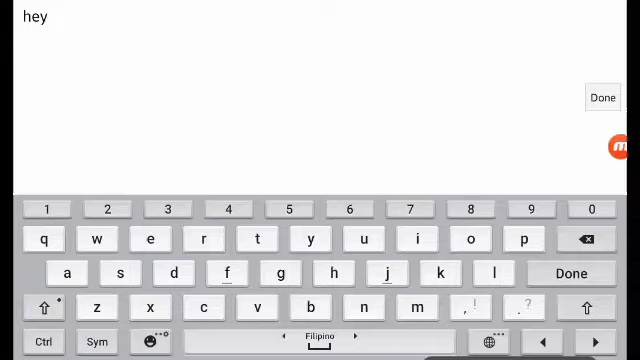 hey
Done
m
1 2 3 4 5 6 7 8 9 0
q w e r t y u i o p
a s d f g h j k l Done
z x c v b n m , ! . ?
Ctrl Sym Filipino